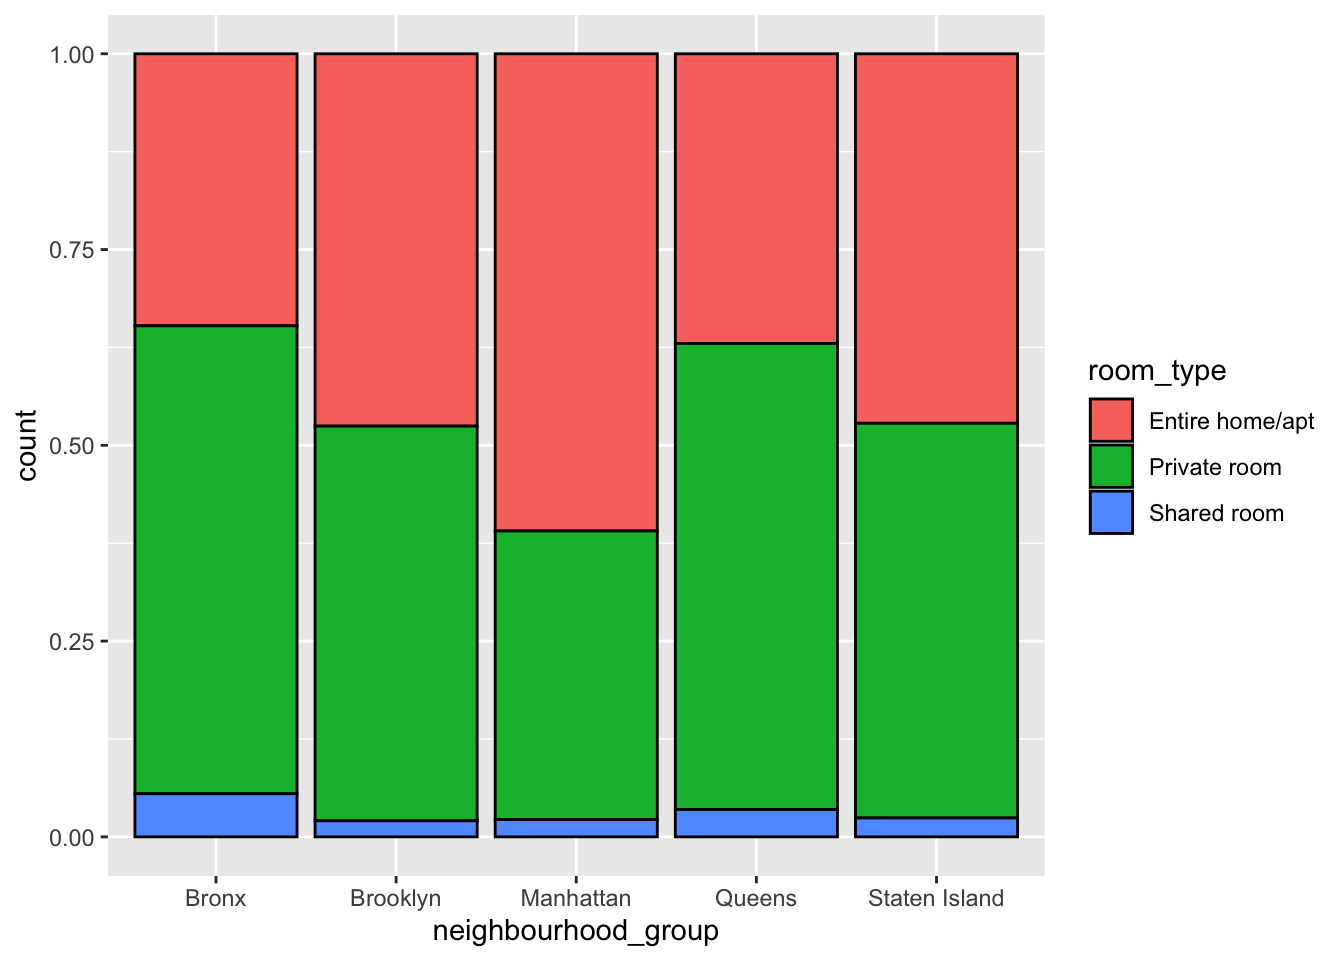 1.00
0.75
0.50
0.25
0.00
count
Bronx
Brooklyn
Manhattan
Queens
Staten Island
neighbourhood_group
room_type
Entire home/apt
Private room
Shared room